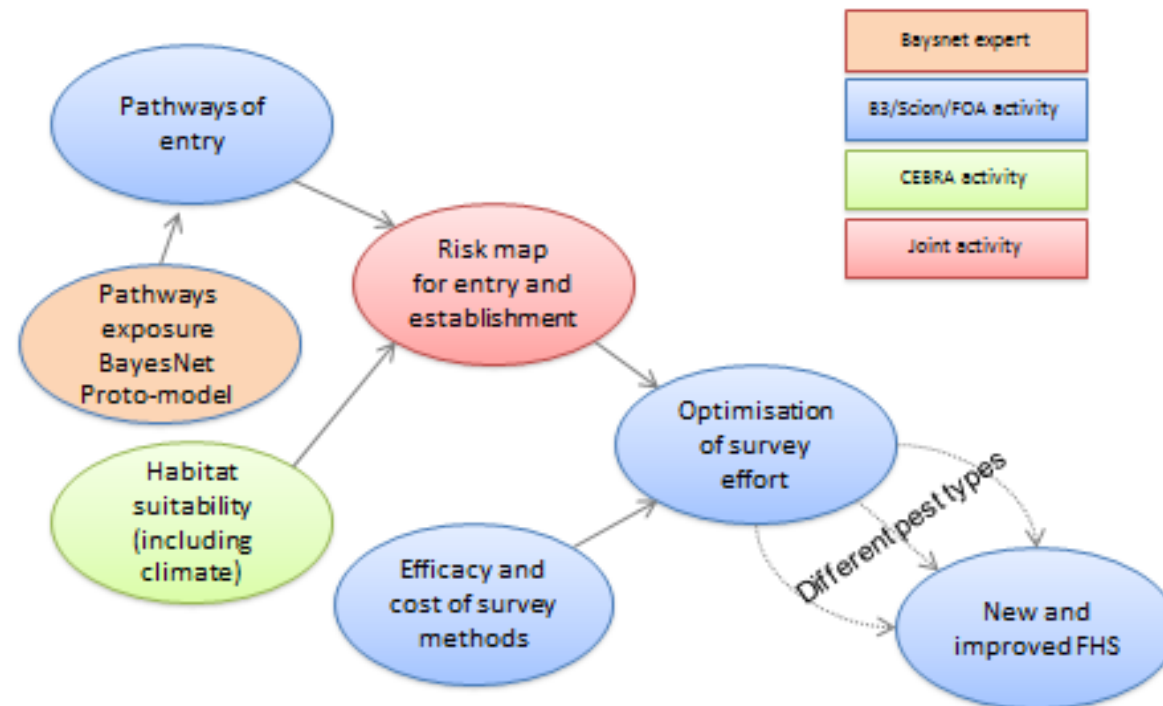 Pathways of
entry
Pathways
exposure
BayesNet
Proto-model
Habitat
suitability
(including
climate)
Risk map
for entry and
establishment
Efficacy and
cost of survey
methods
Optimisation
of survey
effort
Different pest types
New and
improved FHS
Baysnet expert
B3/Scion/FOA activity
CEBRA activity
Joint activity